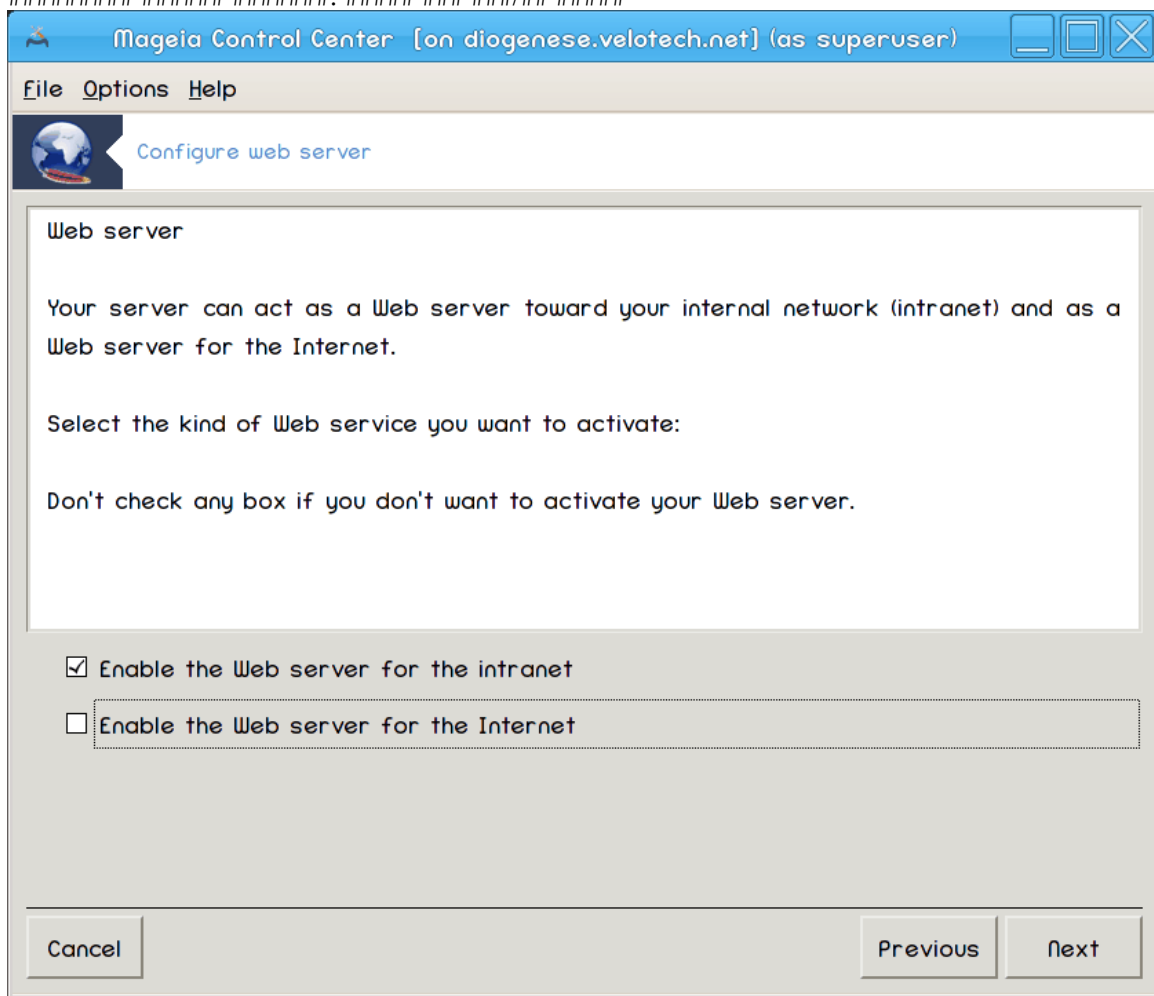 Mageia Control Center [on diogenese.velotech.net] (as superuser)
File Options Help
Configure web server
Web server
Your server can act as a Web server toward your internal network (intranet) and as a
Web server for the Internet.
Select the kind of Web service you want to activate:
Don't check any box if you don't want to activate your Web server.
Enable the Web server for the intranet
Enable the Web server for the Internet
Cancel Previous Next